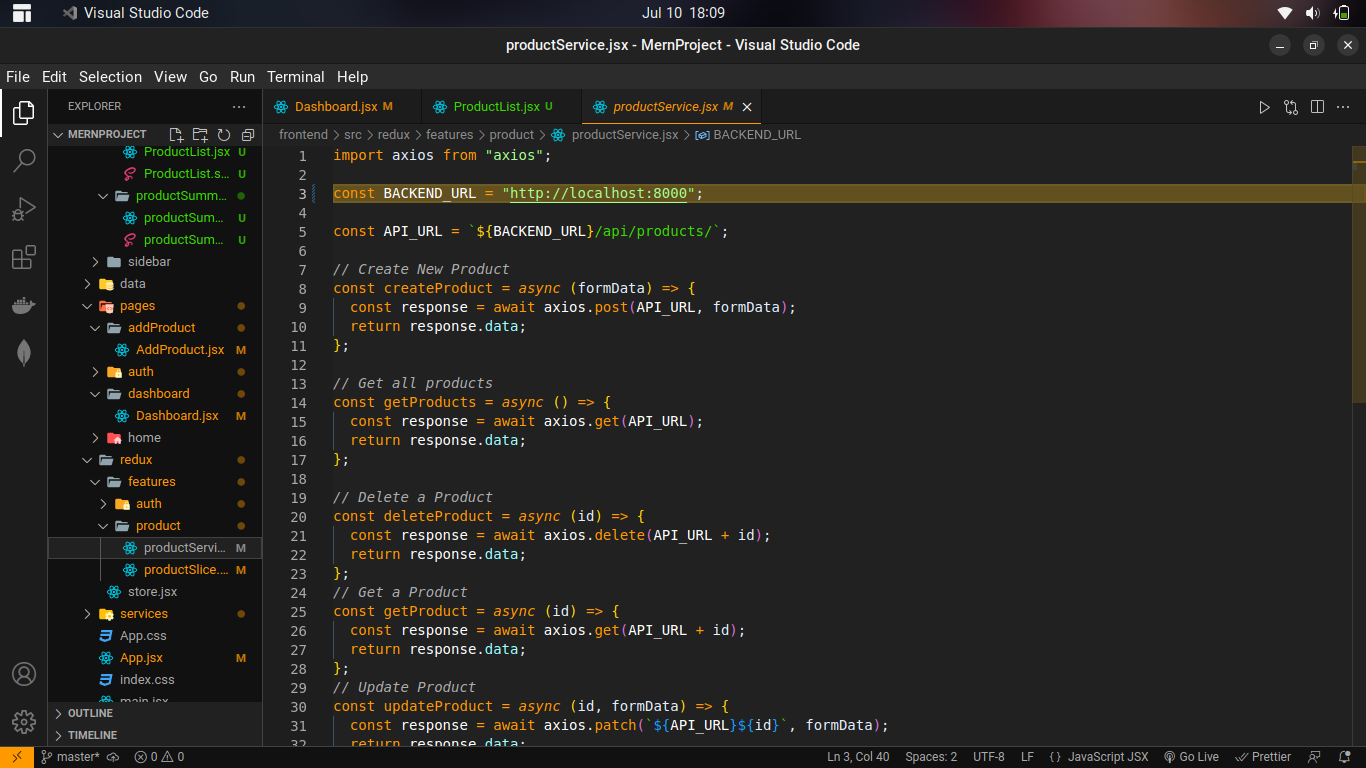 Visual Studio Code
Jul 10 18:09
productService.jsx - MernProject - Visual Studio Code
File Edit Selection View Go Run Terminal Help
EXPLORER
Dashboard.jsx M
ProductList.jsx U
productService.jsx M
MERNPROJECT
frontend > src > redux > features > product > productService.jsx > BACKEND_URL
ProductList.jsx U
ProductList.s... U
productSumm...
productSum... U
productSum... U
sidebar
data
pages
addProduct
AddProduct.jsx M
auth
dashboard
Dashboard.jsx M
home
redux
features
auth
product
productServi... M
productSlice.... M
store.jsx
services
App.css
App.jsx M
index.css
main.jsx
OUTLINE
TIMELINE
1 import axios from "axios";
2
3 const BACKEND_URL = "http://localhost:8000";
4
5 const API_URL = `${BACKEND_URL}/api/products/`;
6
7 // Create New Product
8 const createProduct = async (formData) => {
9 const response = await axios.post(API_URL, formData);
10 return response.data;
11 };
12
13 // Get all products
14 const getProducts = async () => {
15 const response = await axios.get(API_URL);
16 return response.data;
17 };
18
19 // Delete a Product
20 const deleteProduct = async (id) => {
21 const response = await axios.delete(API_URL + id);
22 return response.data;
23 };
24 // Get a Product
25 const getProduct = async (id) => {
26 const response = await axios.get(API_URL + id);
27 return response.data;
28 };
29 // Update Product
30 const updateProduct = async (id, formData) => {
31 const response = await axios.patch(`${API_URL}${id}`, formData);
32 return response.data;
master* 0 0
Ln 3, Col 40 Spaces: 2 UTF-8 LF {} JavaScript JSX Go Live Prettier